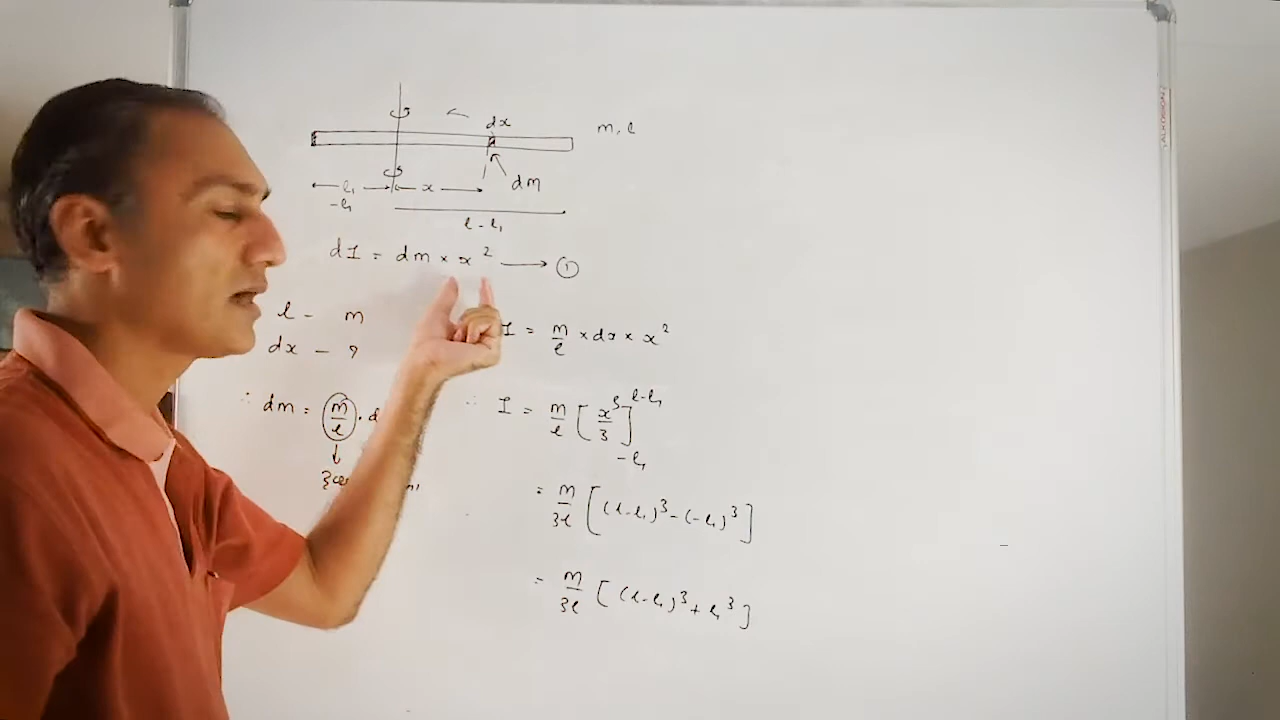 dx
m, l
l₁
x
dm
-l₁
l - l₁
dI = dm × x² ⟶ ①
l - m
dx - ?
I = m/l × dx × x²
∴ dm = (m/l) . d
∴ I = m/l [x³/3]^{l-l₁}_{-l₁}
= m/3l [(l-l₁)³ - (-l₁)³]
= m/3l [(l-l₁)³ + l₁³]